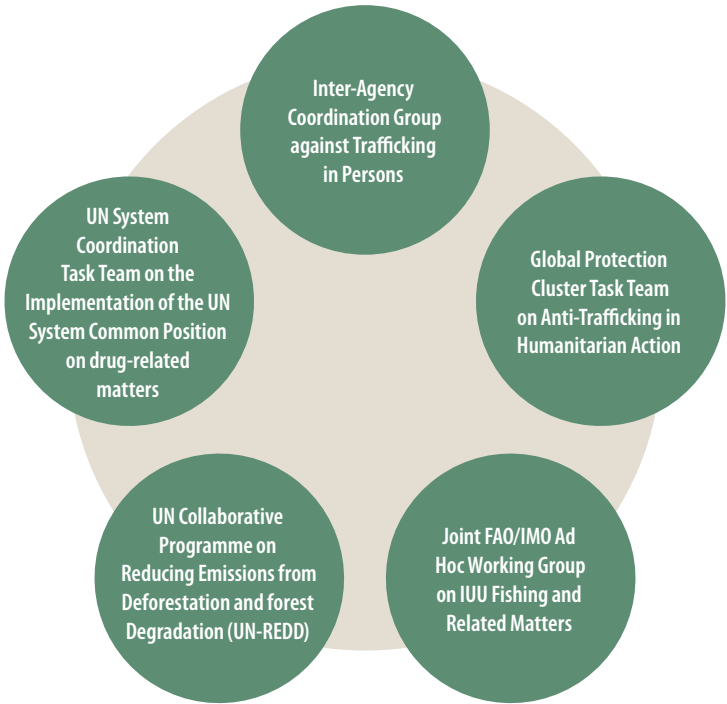 Inter-Agency
Coordination Group
against Trafficking
in Persons
Global Protection
Cluster Task Team
on Anti-Trafficking in
Humanitarian Action
Joint FAO/IMO Ad
Hoc Working Group
on IUU Fishing and
Related Matters
UN Collaborative
Programme on
Reducing Emissions from
Deforestation and forest
Degradation (UN-REDD)
UN System
Coordination
Task Team on the
Implementation of the UN
System Common Position
on drug-related
matters